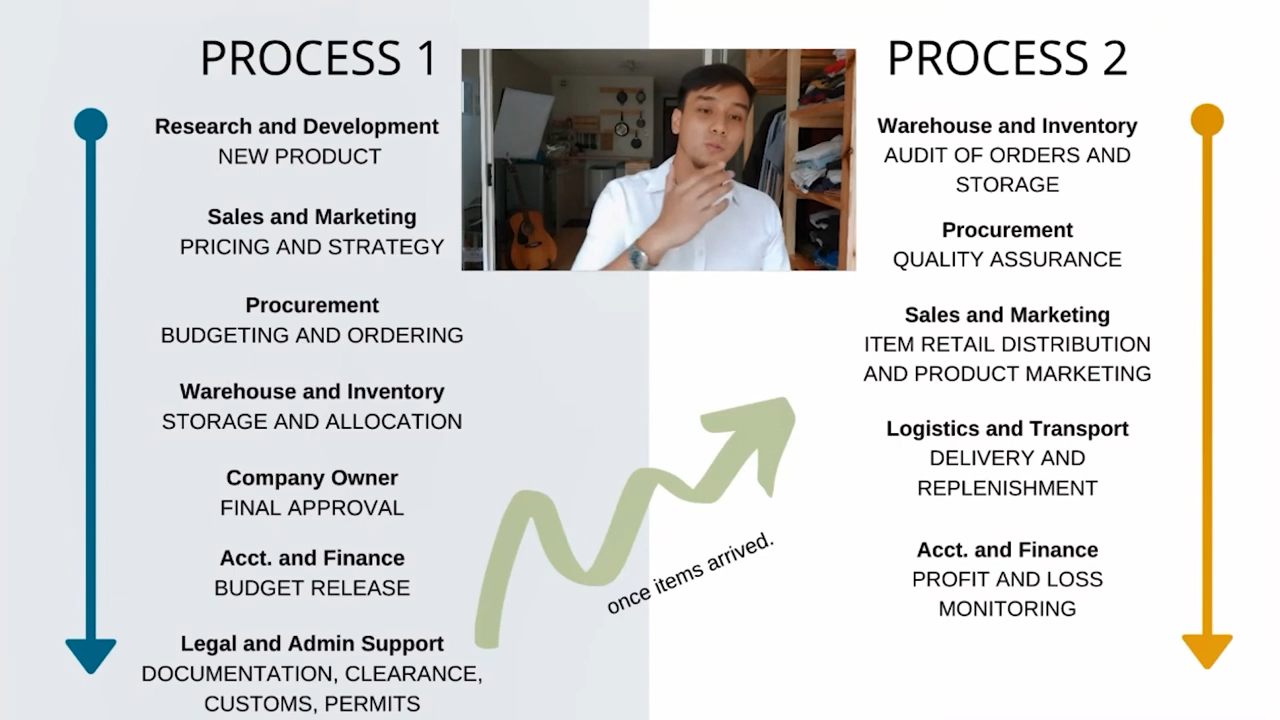 PROCESS 1
Research and Development
NEW PRODUCT
Sales and Marketing
PRICING AND STRATEGY
Procurement
BUDGETING AND ORDERING
Warehouse and Inventory
STORAGE AND ALLOCATION
Company Owner
FINAL APPROVAL
Acct. and Finance
BUDGET RELEASE
Legal and Admin Support
DOCUMENTATION, CLEARANCE,
CUSTOMS, PERMITS
once items arrived.
PROCESS 2
Warehouse and Inventory
AUDIT OF ORDERS AND
STORAGE
Procurement
QUALITY ASSURANCE
Sales and Marketing
ITEM RETAIL DISTRIBUTION
AND PRODUCT MARKETING
Logistics and Transport
DELIVERY AND
REPLENISHMENT
Acct. and Finance
PROFIT AND LOSS
MONITORING